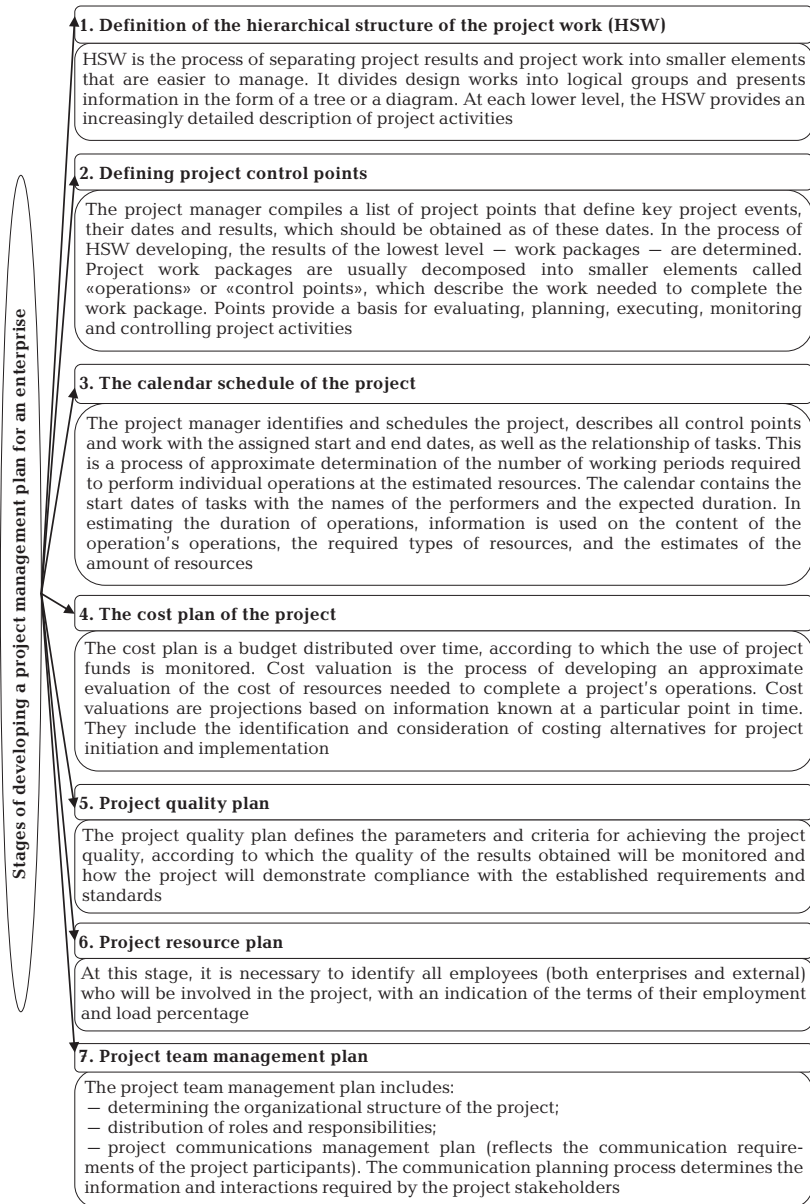 Stages of developing a project management plan for an enterprise
1. Definition of the hierarchical structure of the project work (HSW)
HSW is the process of separating project results and project work into smaller elements
that are easier to manage. It divides design works into logical groups and presents
information in the form of a tree or a diagram. At each lower level, the HSW provides an
increasingly detailed description of project activities
2. Defining project control points
The project manager compiles a list of project points that define key project events,
their dates and results, which should be obtained as of these dates. In the process of
HSW developing, the results of the lowest level — work packages — are determined.
Project work packages are usually decomposed into smaller elements called
«operations» or «control points», which describe the work needed to complete the
work package. Points provide a basis for evaluating, planning, executing, monitoring
and controlling project activities
3. The calendar schedule of the project
The project manager identifies and schedules the project, describes all control points
and work with the assigned start and end dates, as well as the relationship of tasks. This
is a process of approximate determination of the number of working periods required
to perform individual operations at the estimated resources. The calendar contains the
start dates of tasks with the names of the performers and the expected duration. In
estimating the duration of operations, information is used on the content of the
operation's operations, the required types of resources, and the estimates of the
amount of resources
4. The cost plan of the project
The cost plan is a budget distributed over time, according to which the use of project
funds is monitored. Cost valuation is the process of developing an approximate
evaluation of the cost of resources needed to complete a project's operations. Cost
valuations are projections based on information known at a particular point in time.
They include the identification and consideration of costing alternatives for project
initiation and implementation
5. Project quality plan
The project quality plan defines the parameters and criteria for achieving the project
quality, according to which the quality of the results obtained will be monitored and
how the project will demonstrate compliance with the established requirements and
standards
6. Project resource plan
At this stage, it is necessary to identify all employees (both enterprises and external)
who will be involved in the project, with an indication of the terms of their employment
and load percentage
7. Project team management plan
The project team management plan includes:
— determining the organizational structure of the project;
— distribution of roles and responsibilities;
— project communications management plan (reflects the communication require-
ments of the project participants). The communication planning process determines the
information and interactions required by the project stakeholders